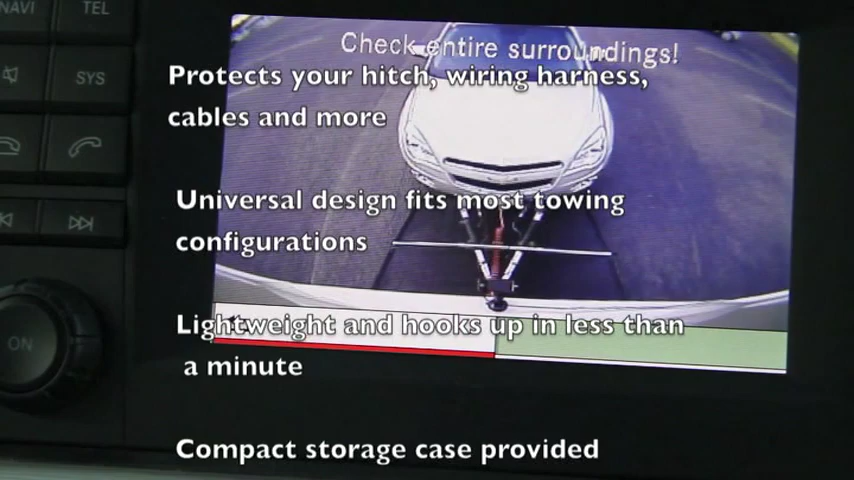 NAVI
TEL
SYS
ON
Check entire surroundings!
Protects your hitch, wiring harness,
cables and more
Universal design fits most towing
configurations
Lightweight and hooks up in less than
a minute
Compact storage case provided